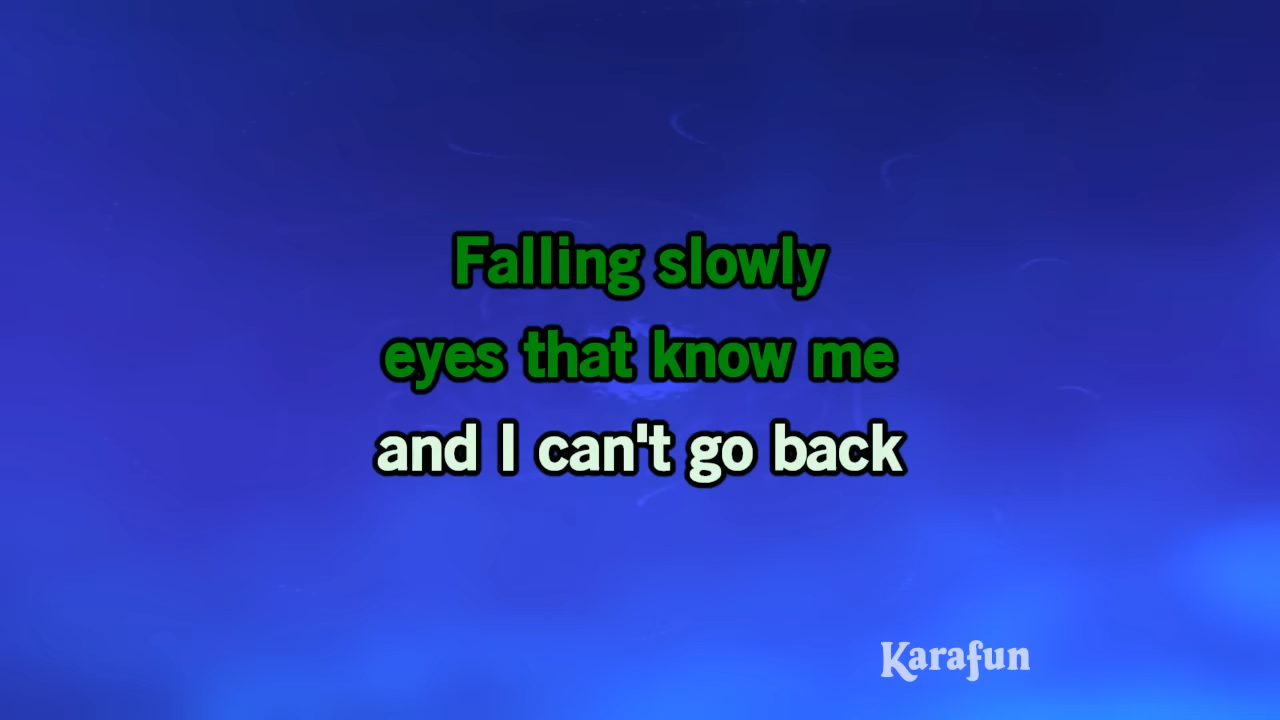 Falling slowly
eyes that know me
and I can't go back
Karafun